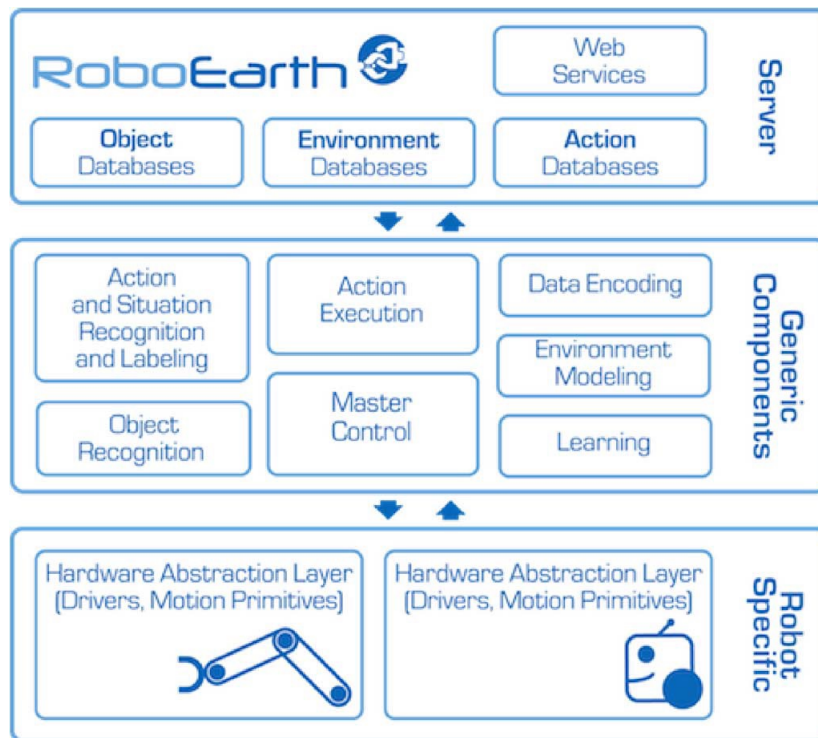 RoboEarth
Web
Services
Object
Databases
Environment
Databases
Action
Databases
Server
Action
and Situation
Recognition
and Labeling
Action
Execution
Data Encoding
Environment
Modeling
Object
Recognition
Master
Control
Learning
Generic
Components
Hardware Abstraction Layer
(Drivers, Motion Primitives)
Hardware Abstraction Layer
(Drivers, Motion Primitives)
Robot
Specific